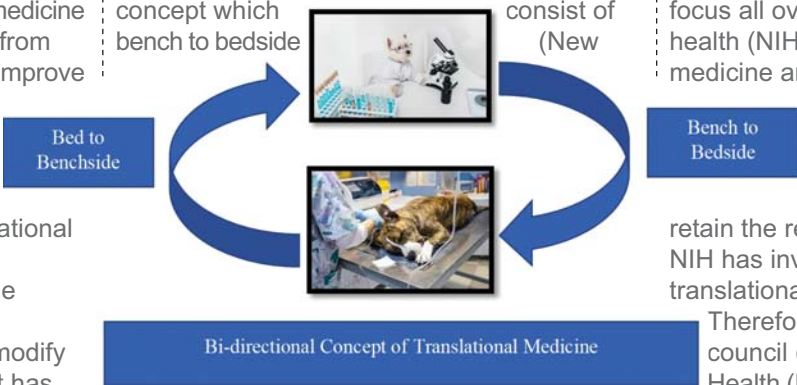 medicine
from
mprove
concept which
bench to bedside
consist of
(New
focus all ov
health (NIH
medicine a
Bed to
Benchside
Bench to
Bedside
ational
e
modify
t has
retain the re
NIH has inv
translationa
Therefo
council (
Health (I
Bi-directional Concept of Translational Medicine